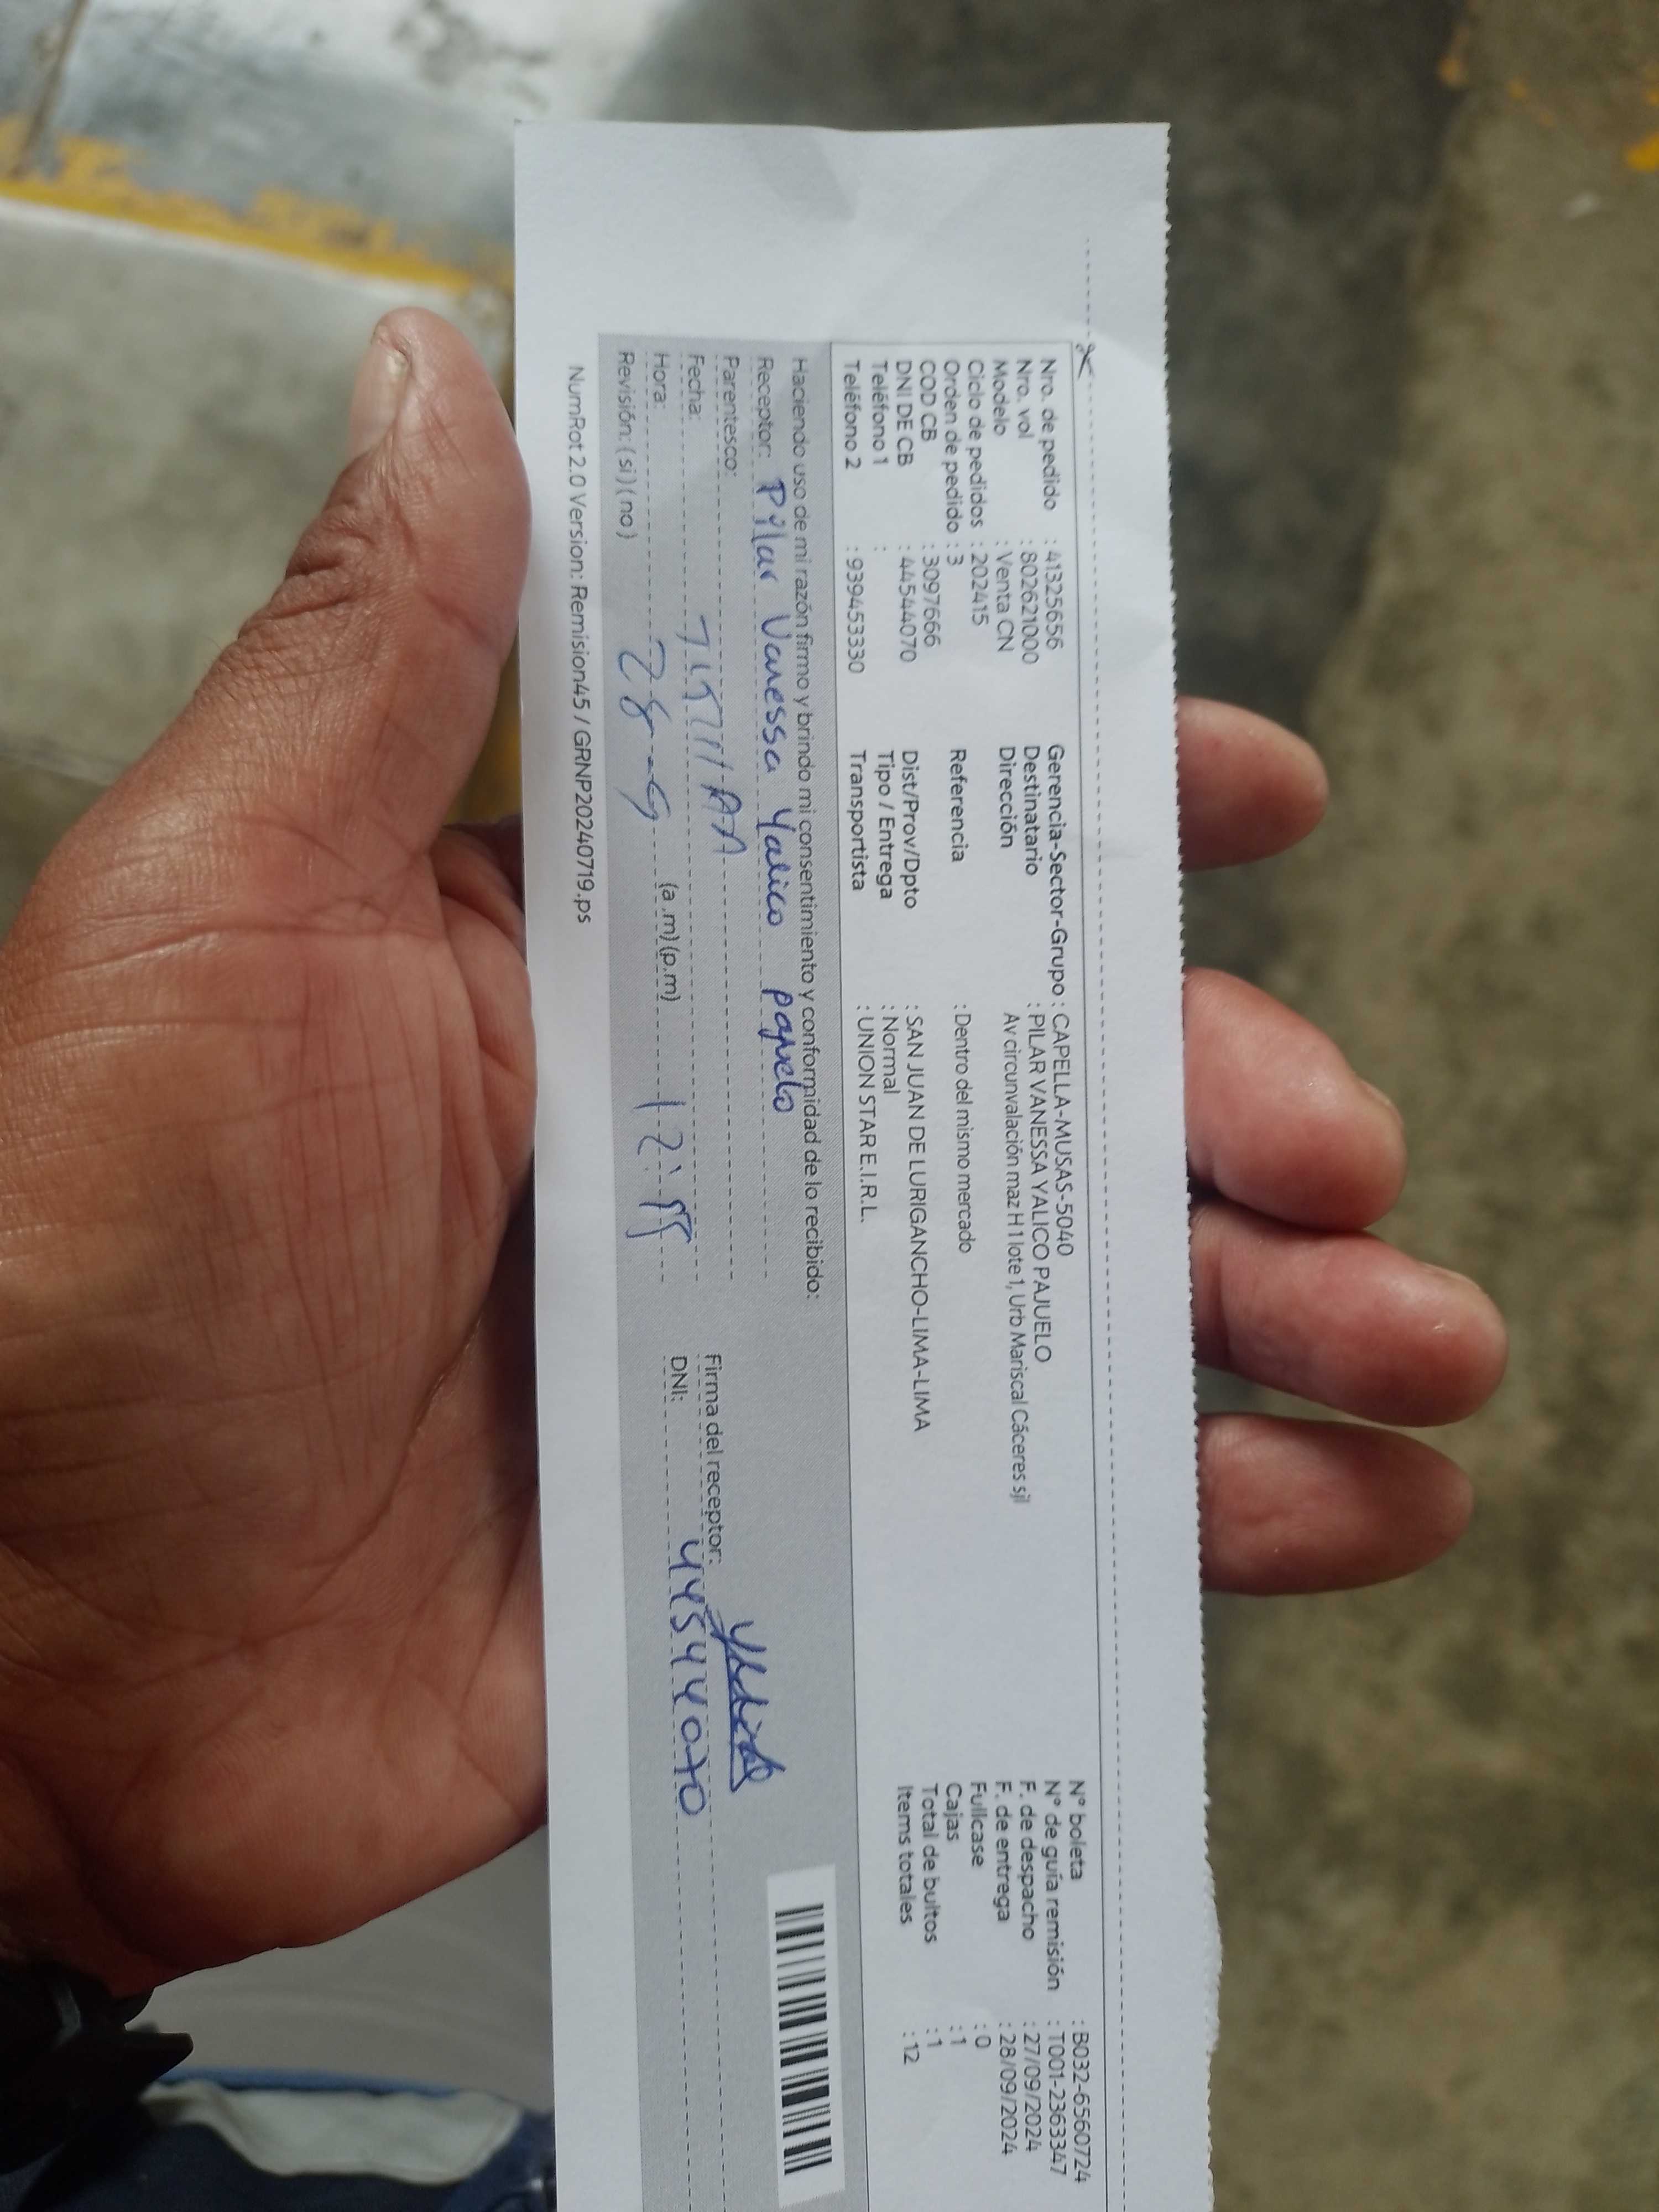 Nro. de pedido : 41325656
Nro. vol : 802621000
Modelo : Venta CN
Ciclo de pedidos : 202415
Orden de pedido : 3
COD CB : 3097666
DNI DE CB : 44544070
Teléfono 1 :
Teléfono 2 : 939453330
Gerencia-Sector-Grupo : CAPELLA-MUSAS-5040
Destinatario : PILAR VANESSA YALICO PAJUELO
Dirección Av circunvalación maz H 1 lote 1, Urb Mariscal Cáceres sjl
Referencia : Dentro del mismo mercado
Dist/Prov/Dpto : SAN JUAN DE LURIGANCHO-LIMA-LIMA
Tipo / Entrega : Normal
Transportista : UNION STAR E.I.R.L.
N° boleta : B032-6560724
N° de guía remisión : T001-2363347
F. de despacho : 27/09/2024
F. de entrega : 28/09/2024
Fullcase : 0
Cajas : 1
Total de bultos : 1
Items totales : 12
Haciendo uso de mi razón firmo y brindo mi consentimiento y conformidad de lo recibido:
Receptor: Pilar Vanessa Yalico pajuelo
Parentesco:
Fecha:
Hora: (a.m)(p.m)
Revisión: (si) (no)
Firma del receptor:
DNI: 44544070
NumRot 2.0 Version: Remision45 / GRNP20240719.ps